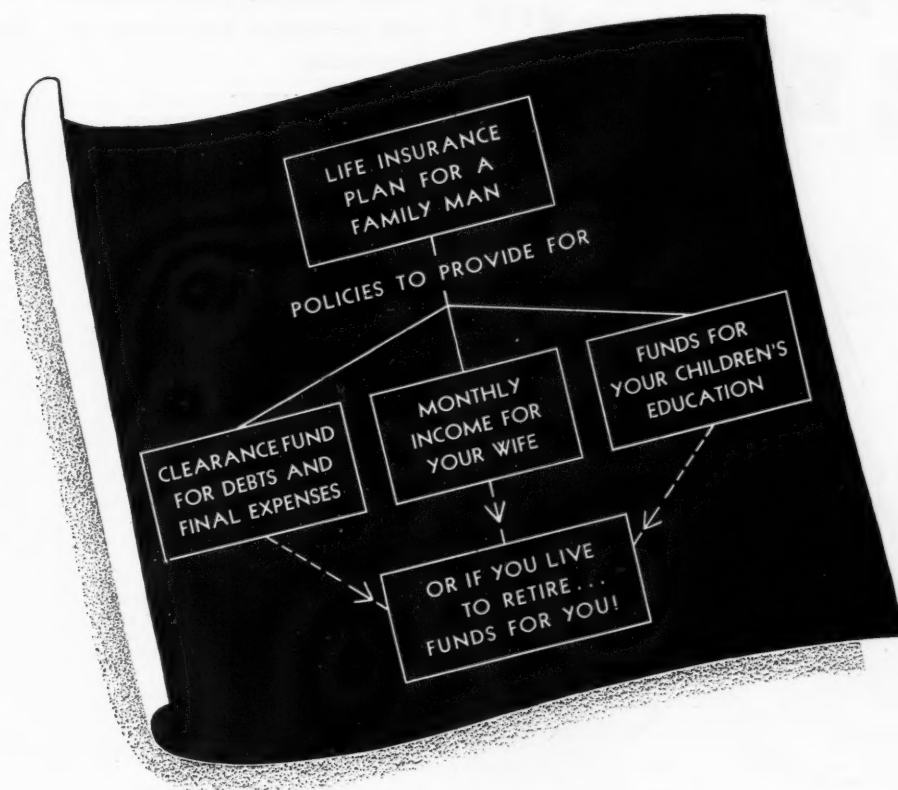 LIFE INSURANCE
PLAN FOR A
FAMILY MAN
POLICIES TO PROVIDE FOR
CLEARANCE FUND
FOR DEBTS AND
FINAL EXPENSES
MONTHLY
INCOME FOR
YOUR WIFE
FUNDS FOR
YOUR CHILDREN'S
EDUCATION
OR IF YOU LIVE
TO RETIRE...
FUNDS FOR YOU!